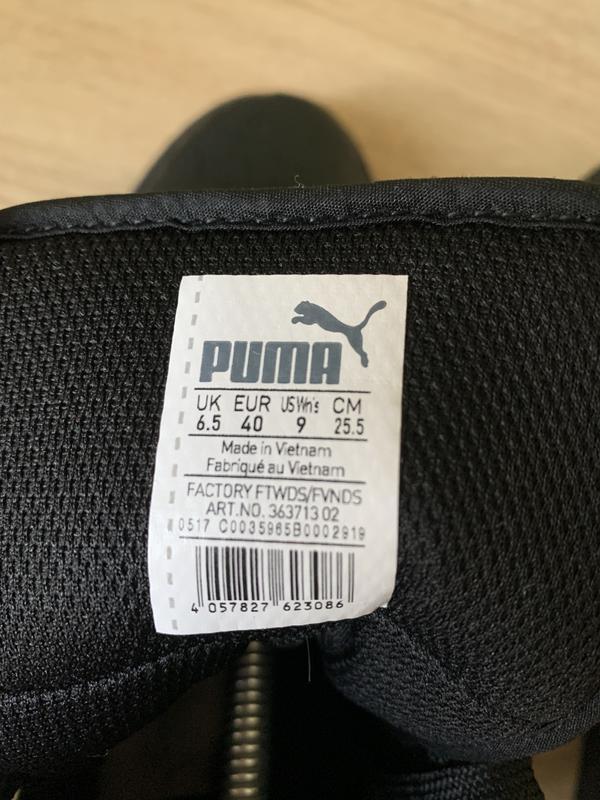 PUMA
UK EUR US Wn's CM
6.5 40 9 25.5
Made in Vietnam
Fabriqué au Vietnam
FACTORY FTWDS/FVNDS
ART.NO. 363713 02
0517 C0035965B0002919
4 057827 623086